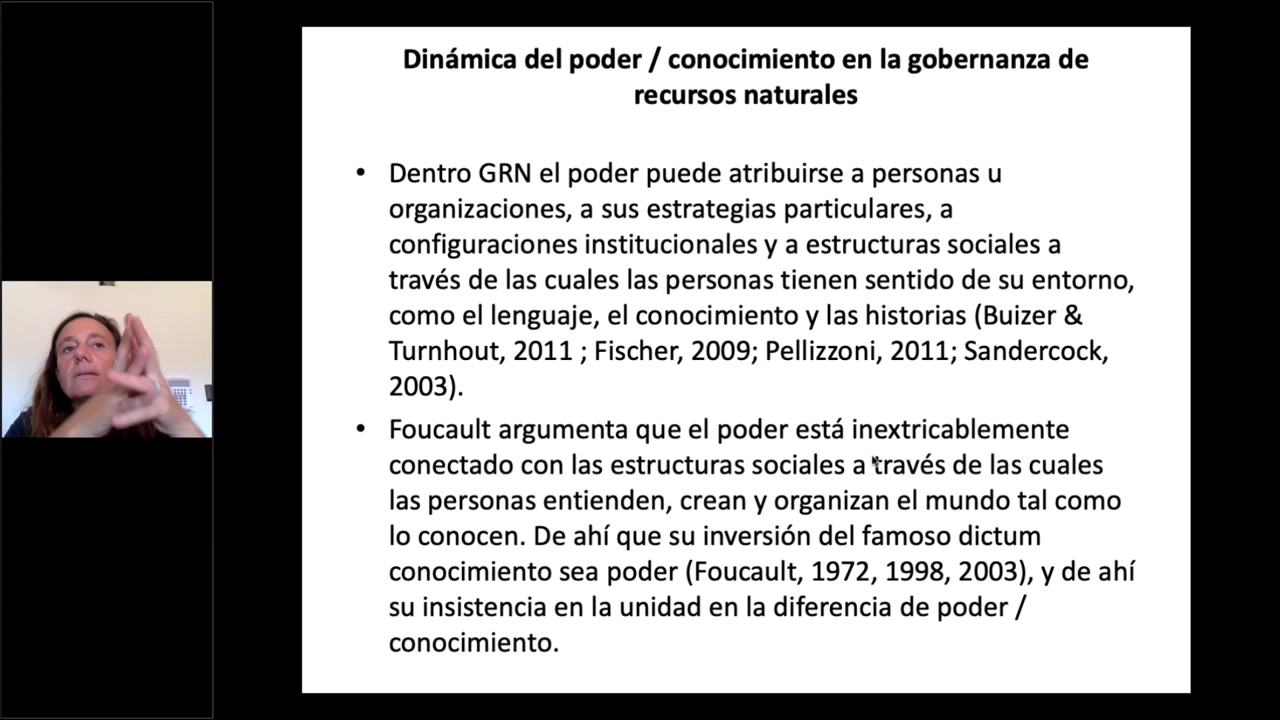 Dinámica del poder / conocimiento en la gobernanza de
recursos naturales
• Dentro GRN el poder puede atribuirse a personas u
organizaciones, a sus estrategias particulares, a
configuraciones institucionales y a estructuras sociales a
través de las cuales las personas tienen sentido de su entorno,
como el lenguaje, el conocimiento y las historias (Buizer &
Turnhout, 2011 ; Fischer, 2009; Pellizzoni, 2011; Sandercock,
2003).
• Foucault argumenta que el poder está inextricablemente
conectado con las estructuras sociales a través de las cuales
las personas entienden, crean y organizan el mundo tal como
lo conocen. De ahí que su inversión del famoso dictum
conocimiento sea poder (Foucault, 1972, 1998, 2003), y de ahí
su insistencia en la unidad en la diferencia de poder /
conocimiento.